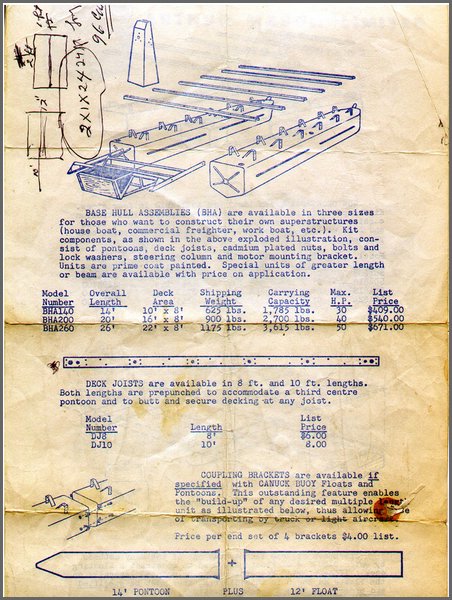 2 X 1 X 24
BASE HULL ASSEMBLIES (BHA) are available in three sizes
for those who want to construct their own superstructures
(house boat, commercial freighter, work boat, etc.). Kit
components, as shown in the above exploded illustration, con-
sist of pontoons, deck joists, cadmium plated nuts, bolts and
lock washers, steering column and motor mounting bracket.
Units are prime coat painted. Special units of greater length
or beam are available with price on application.
Model Overall Deck Shipping Carrying Max. List
Number Length Area Weight Capacity H.P. Price
BHA140 14' 10' x 8' 625 lbs. 1,785 lbs. 30 $409.00
BHA200 20' 16' x 8' 900 lbs. 2,700 lbs. 40 $540.00
BHA260 26' 22' x 8' 1175 lbs. 3,615 lbs. 50 $671.00
DECK JOISTS are available in 8 ft. and 10 ft. lengths.
Both lengths are prepunched to accommodate a third centre
pontoon and to butt and secure decking at any joist.
Model List
Number Length Price
DJ8 8' $6.00
DJ10 10' 8.00
COUPLING BRACKETS are available if
specified with CANUCK BUOY Floats and
Pontoons. This outstanding feature enables
the "build-up" of any desired multiple
unit as illustrated below, thus allowing
of transporting by truck or light aircraft.
Price per end set of 4 brackets $4.00 list.
+
14' PONTOON PLUS 12' FLOAT